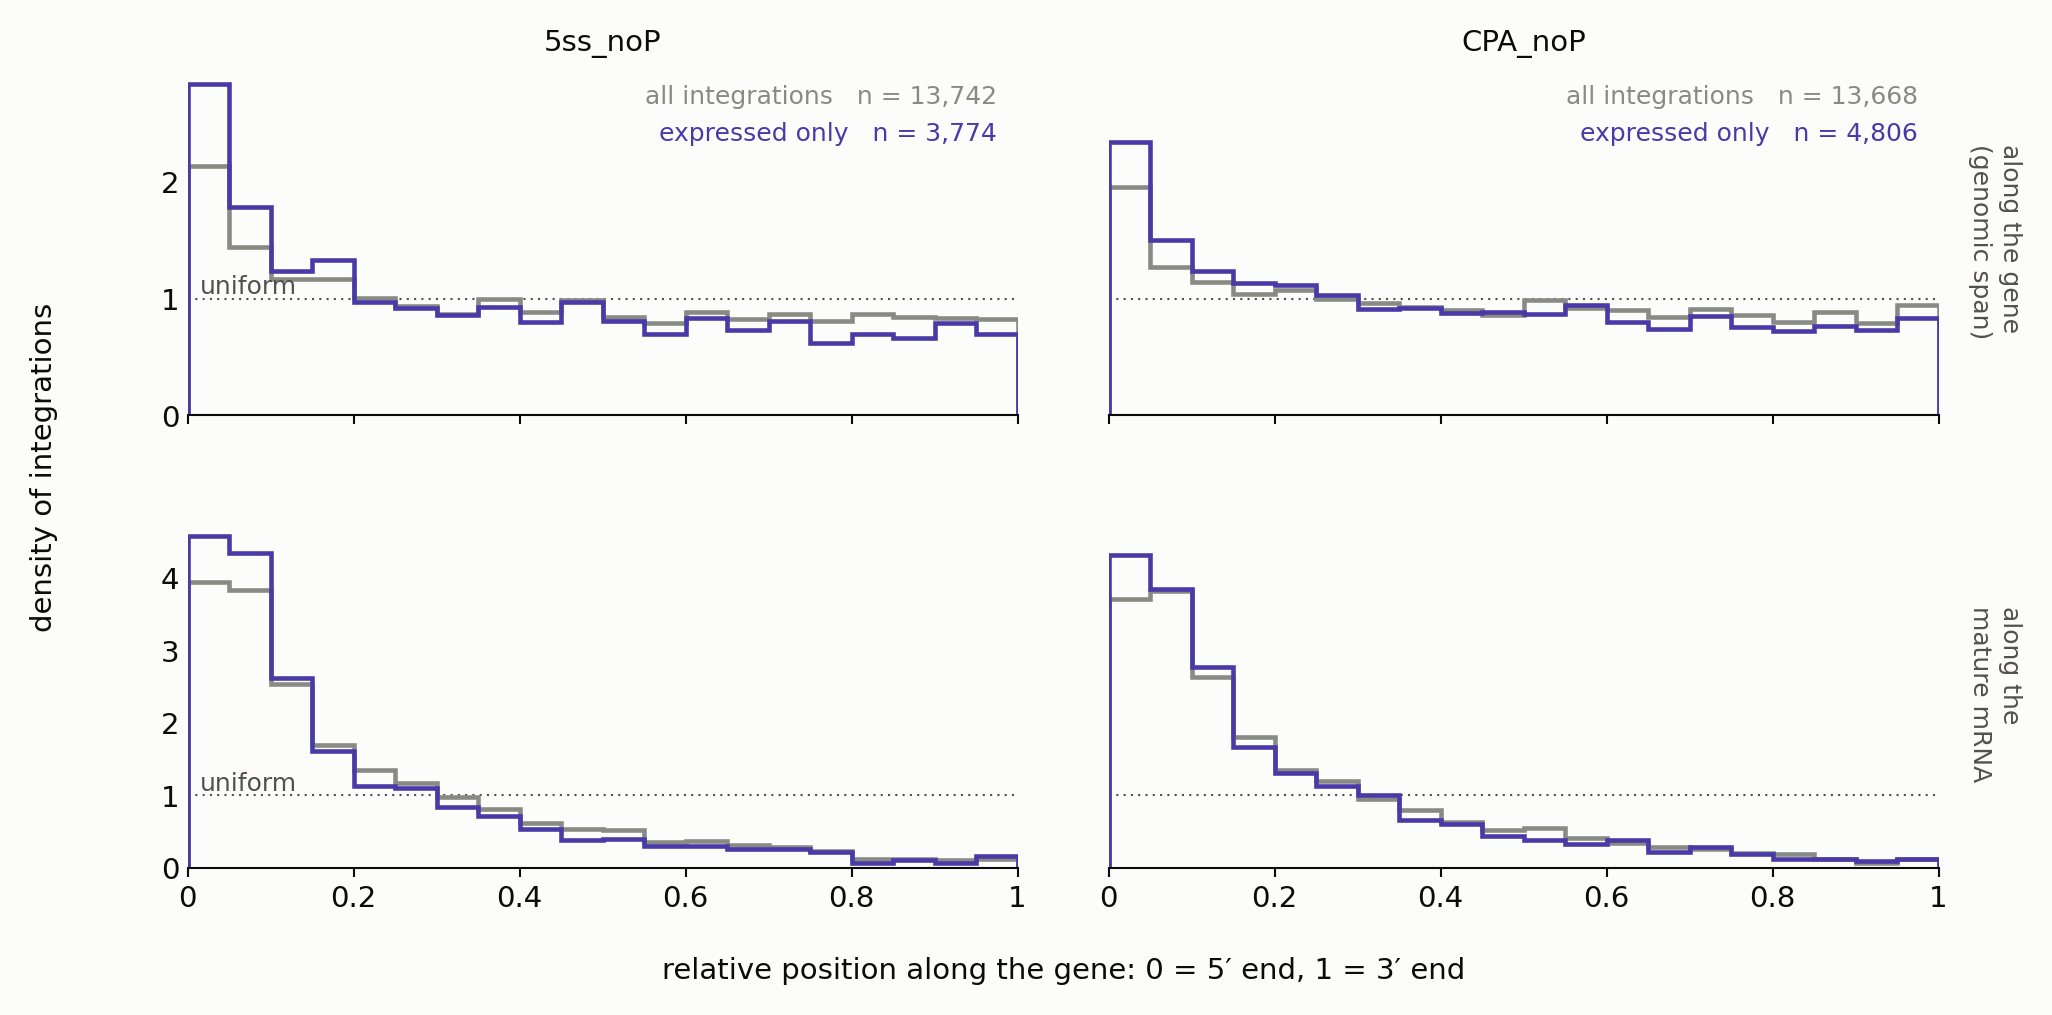 5ss_noP
CPA_noP
all integrations n = 13,742
expressed only n = 3,774
all integrations n = 13,668
expressed only n = 4,806
2
1
0
uniform
along the gene
(genomic span)
density of integrations
4
3
2
1
0
uniform
along the
mature mRNA
0 0.2 0.4 0.6 0.8 1
0 0.2 0.4 0.6 0.8 1
relative position along the gene: 0 = 5′ end, 1 = 3′ end